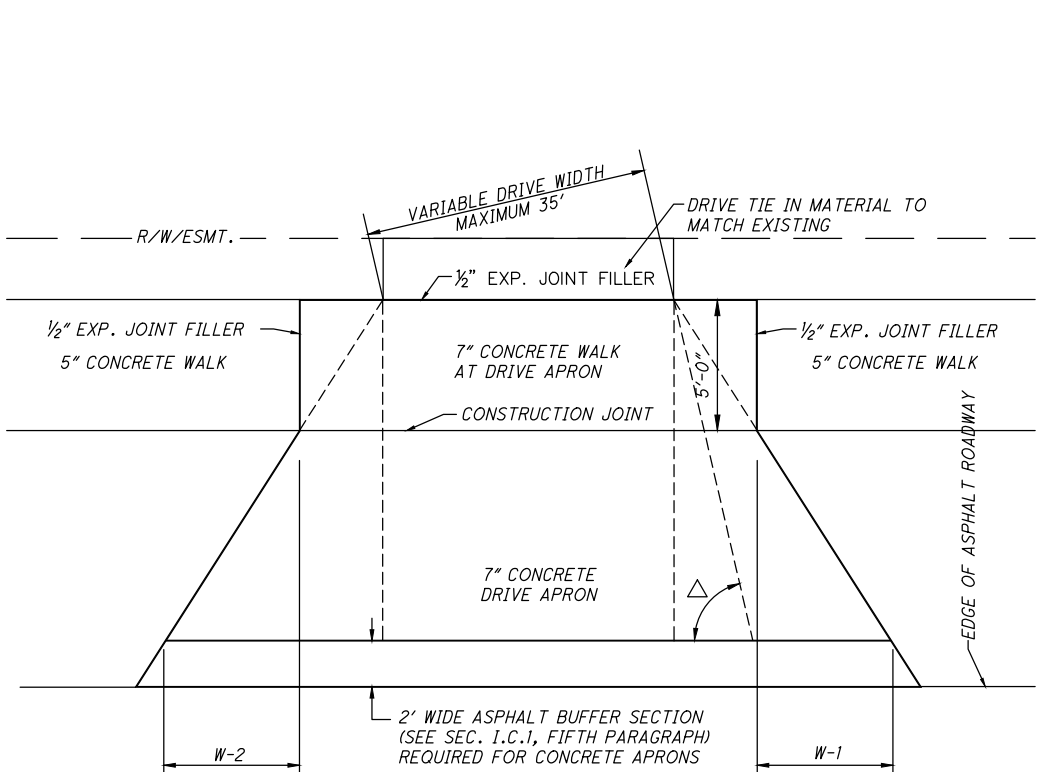 VARIABLE DRIVE WIDTH
MAXIMUM 35'
DRIVE TIE IN MATERIAL TO
MATCH EXISTING
R/W/ESMT.
½" EXP. JOINT FILLER
½" EXP. JOINT FILLER
5" CONCRETE WALK
7" CONCRETE WALK
AT DRIVE APRON
5'-0"
½" EXP. JOINT FILLER
5" CONCRETE WALK
CONSTRUCTION JOINT
EDGE OF ASPHALT ROADWAY
7" CONCRETE
DRIVE APRON
2' WIDE ASPHALT BUFFER SECTION
(SEE SEC. I.C.1, FIFTH PARAGRAPH)
REQUIRED FOR CONCRETE APRONS
W-2
W-1